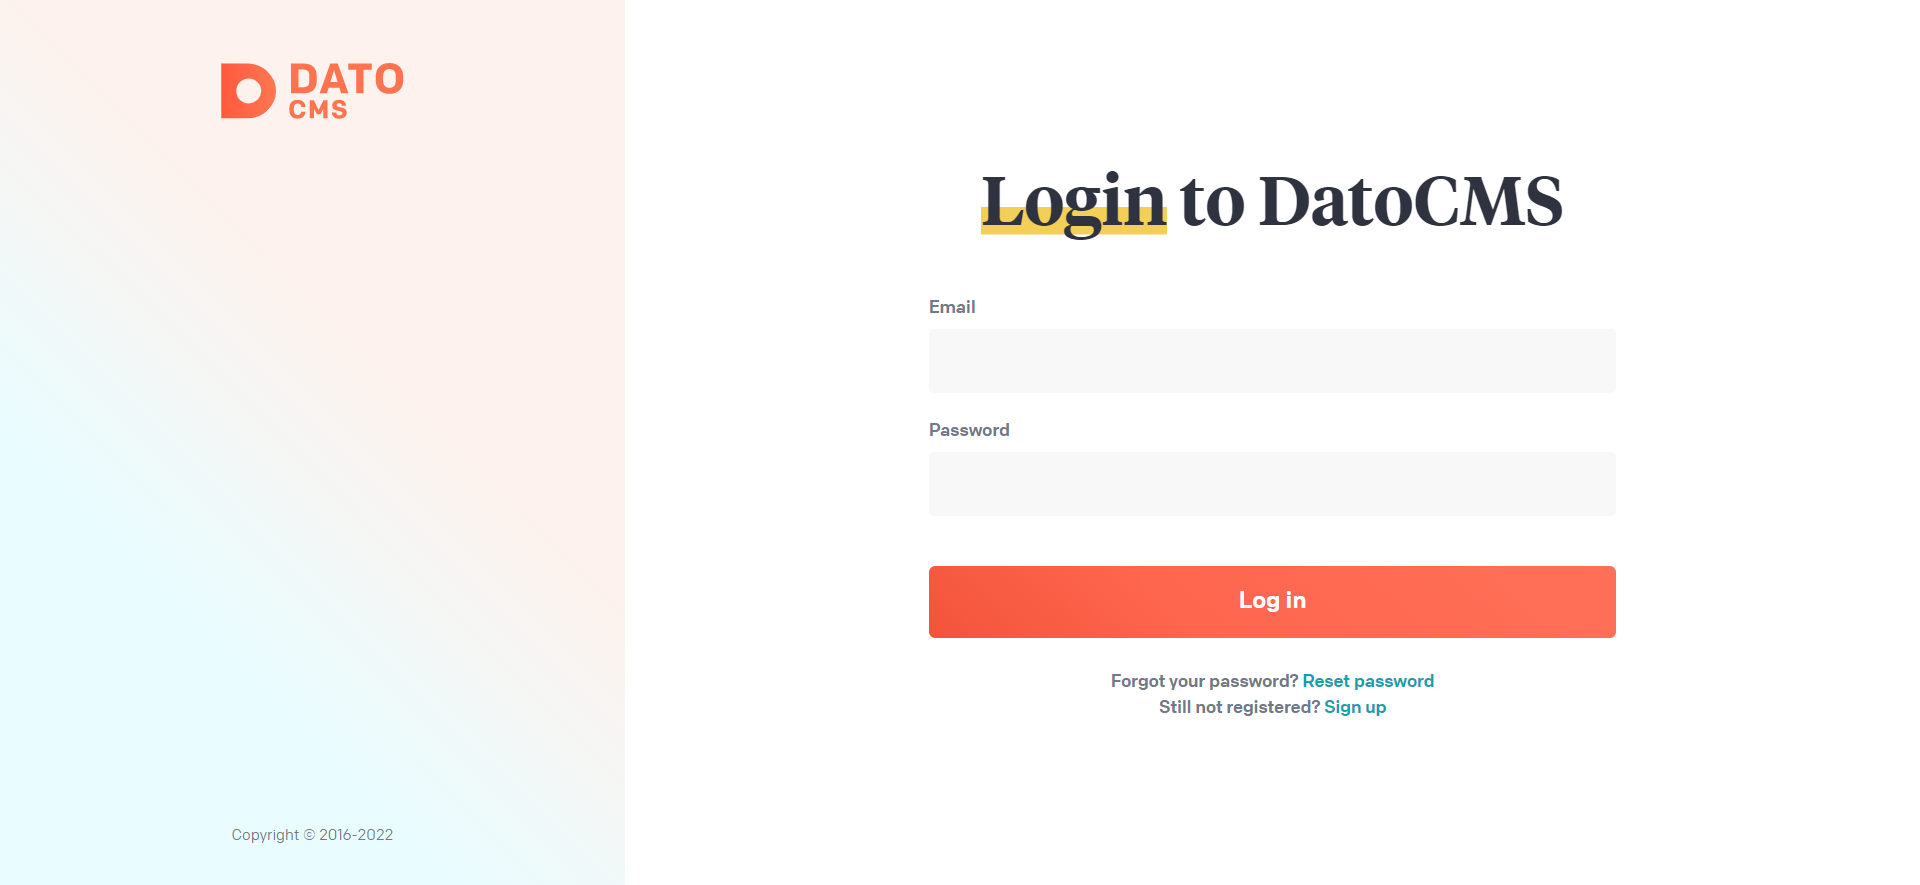 DATO
CMS
Login to DatoCMS
Email
Password
Log in
Forgot your password? Reset password
Still not registered? Sign up
Copyright © 2016-2022